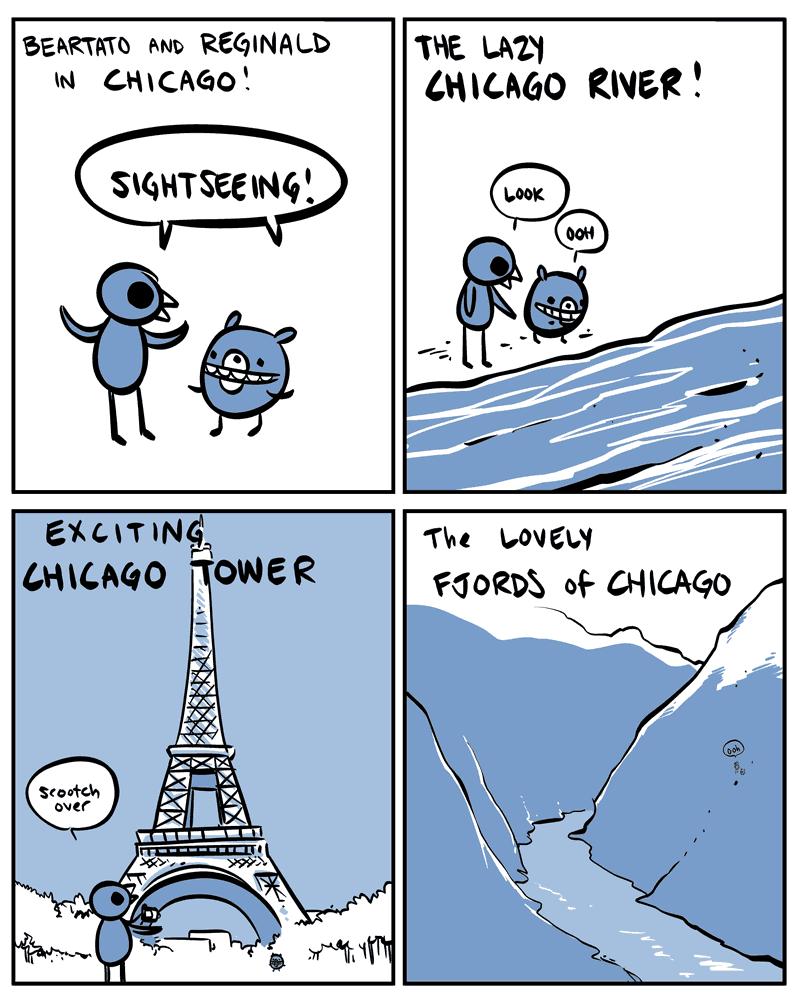 BEARTATO AND REGINALD
IN CHICAGO!
SIGHTSEEING!
THE LAZY
CHICAGO RIVER!
LOOK
OOH
EXCITING
CHICAGO TOWER
Scootch
over
The LOVELY
FJORDS of CHICAGO
ooh